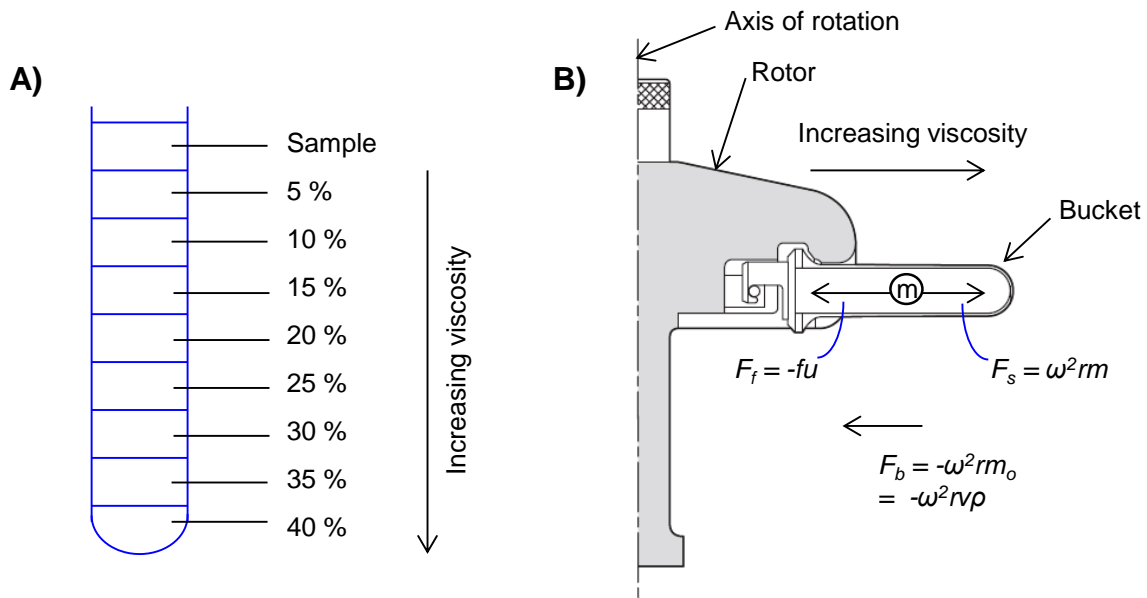 A)
Sample
5 %
10 %
15 %
20 %
25 %
30 %
35 %
40 %
Increasing viscosity
B)
Axis of rotation
Rotor
Increasing viscosity
Bucket
m
F_f = -fu
F_s = ω²rm
F_b = -ω²rm_o
= -ω²rvρ